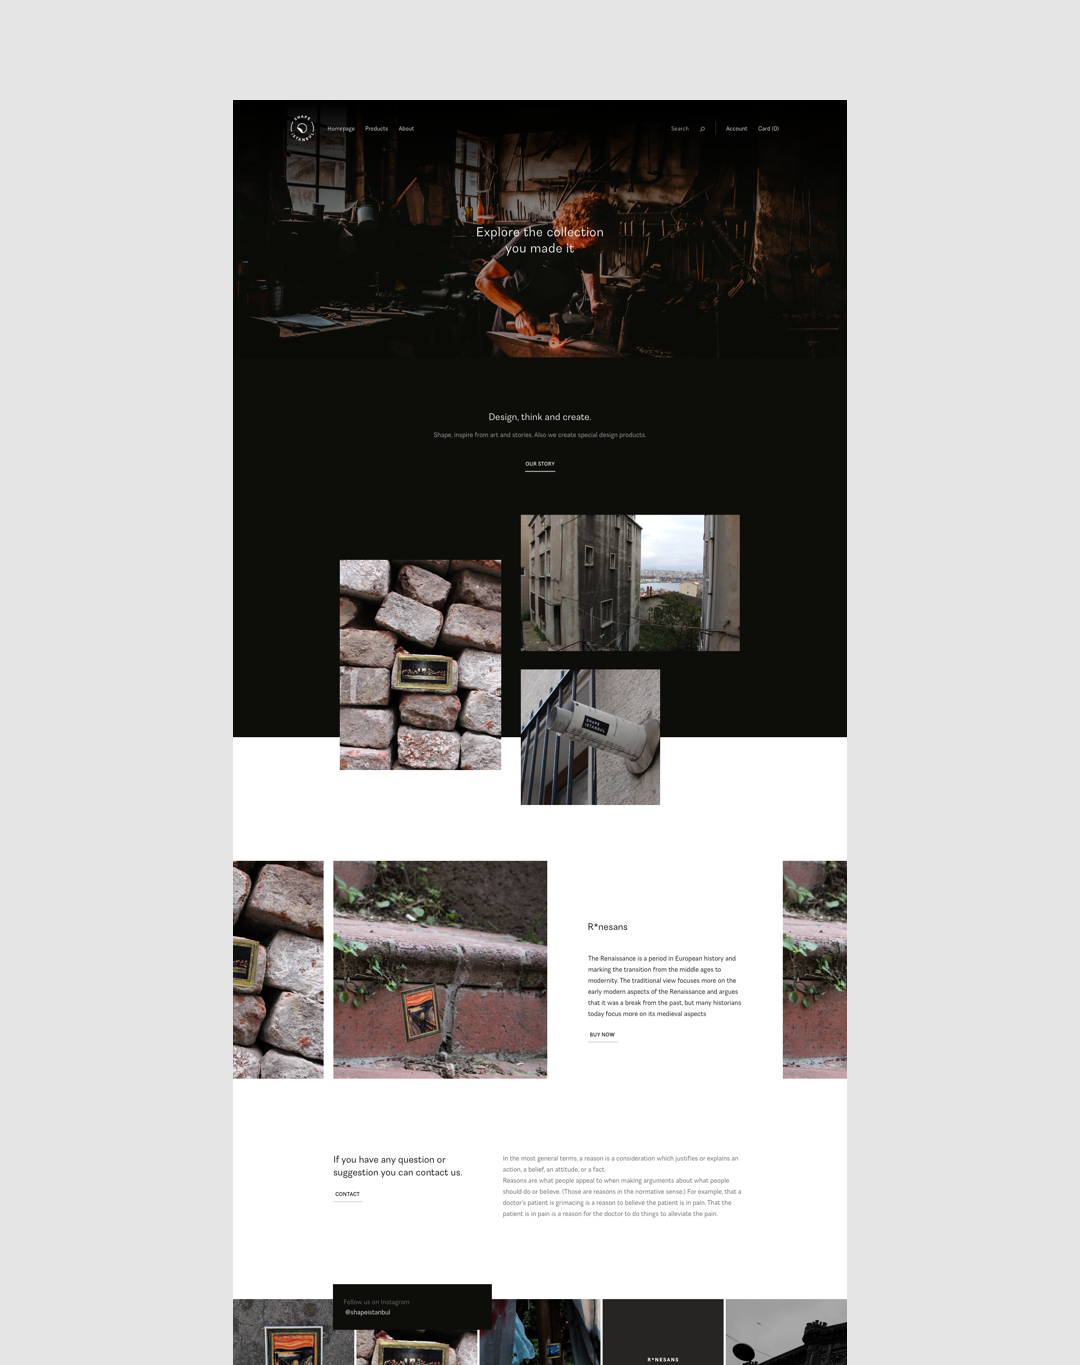 SHAPE
ISTANBUL
Homepage Products About Search Account Card (0)
Explore the collection
you made it
Design, think and create.
Shape, inspire from art and stories. Also we create special design products.
OUR STORY
SHAPE
ISTANBUL
R*nesans
The Renaissance is a period in European history and
marking the transition from the middle ages to
modernity. The traditional view focuses more on the
early modern aspects of the Renaissance and argues
that it was a break from the past, but many historians
today focus more on its medieval aspects
BUY NOW
If you have any question or
suggestion you can contact us.
CONTACT
In the most general terms, a reason is a consideration which justifies or explains an
action, a belief, an attitude, or a fact.
Reasons are what people appeal to when making arguments about what people
should do or believe. (Those are reasons in the normative sense.) For example, that a
doctor's patient is grimacing is a reason to believe the patient is in pain. That the
patient is in pain is a reason for the doctor to do things to alleviate the pain.
Follow us on Instagram
@shapeistanbul
R*NESANS